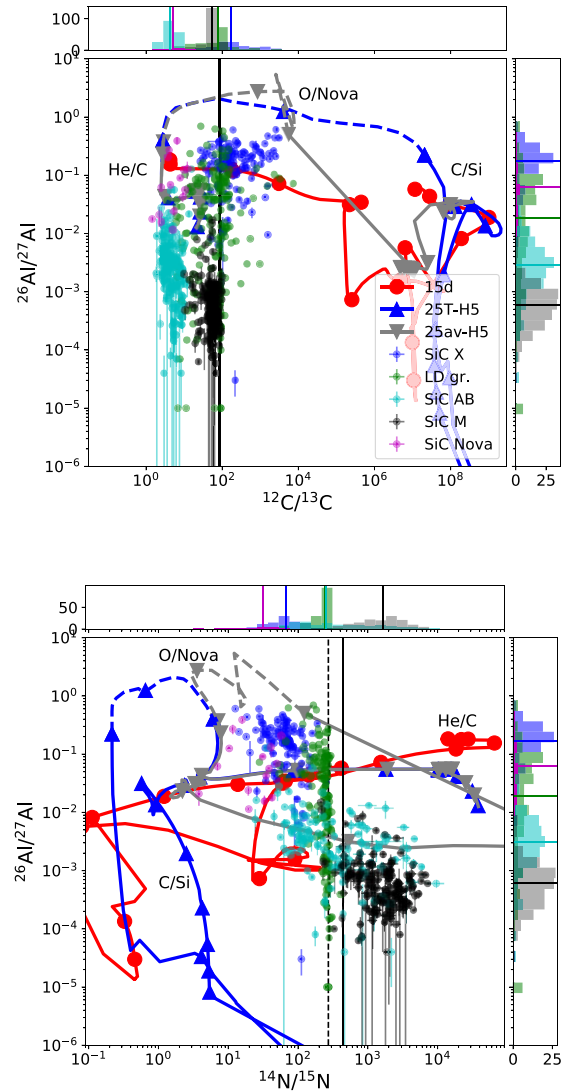 100
0
10¹
10⁰
10⁻¹
10⁻²
10⁻³
10⁻⁴
10⁻⁵
10⁻⁶
²⁶Al/²⁷Al
O/Nova
He/C
C/Si
15d
25T-H5
25av-H5
SiC X
LD gr.
SiC AB
SiC M
SiC Nova
10⁰ 10² 10⁴ 10⁶ 10⁸
0 25
¹²C/¹³C
50
0
10¹
10⁰
10⁻¹
10⁻²
10⁻³
10⁻⁴
10⁻⁵
10⁻⁶
²⁶Al/²⁷Al
O/Nova
He/C
C/Si
10⁻¹ 10⁰ 10¹ 10² 10³ 10⁴
0 25
¹⁴N/¹⁵N